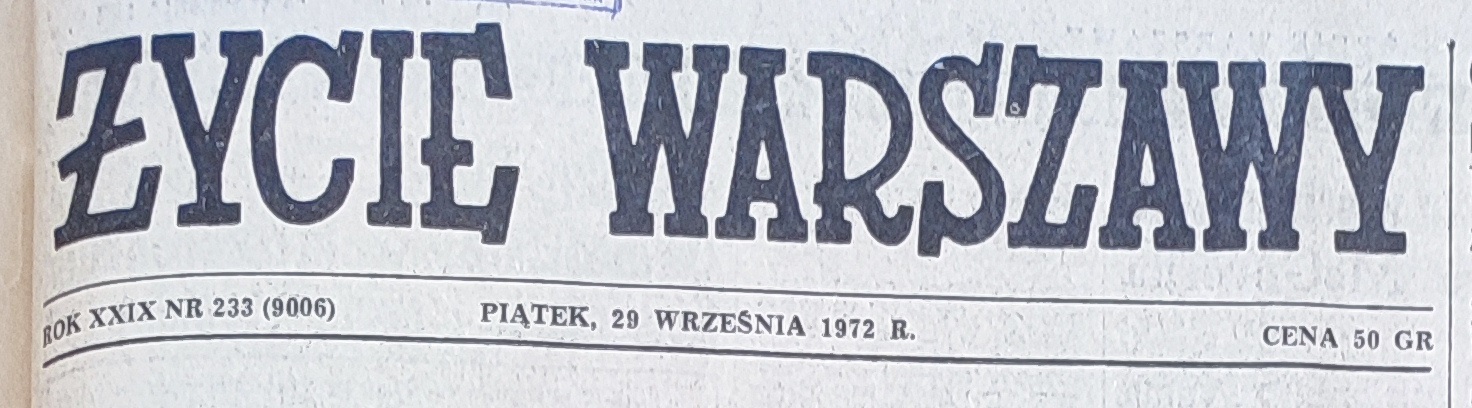 ŻYCIE WARSZAWY
ROK XXIX NR 233 (9006) PIĄTEK, 29 WRZEŚNIA 1972 R. CENA 50 GR